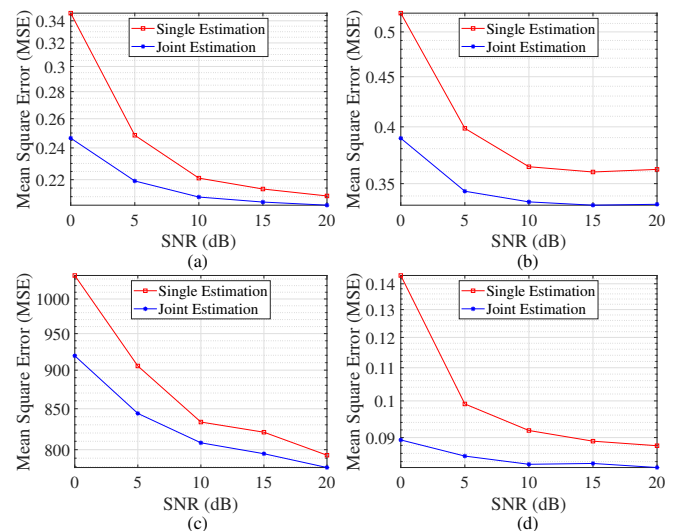 Mean Square Error (MSE)
0.34
0.3
0.28
0.26
0.24
0.22
Single Estimation
Joint Estimation
0 5 10 15 20
SNR (dB)
(a)
Mean Square Error (MSE)
0.5
0.45
0.4
0.35
Single Estimation
Joint Estimation
0 5 10 15 20
SNR (dB)
(b)
Mean Square Error (MSE)
1000
950
900
850
800
Single Estimation
Joint Estimation
0 5 10 15 20
SNR (dB)
(c)
Mean Square Error (MSE)
0.14
0.13
0.12
0.11
0.1
0.09
Single Estimation
Joint Estimation
0 5 10 15 20
SNR (dB)
(d)